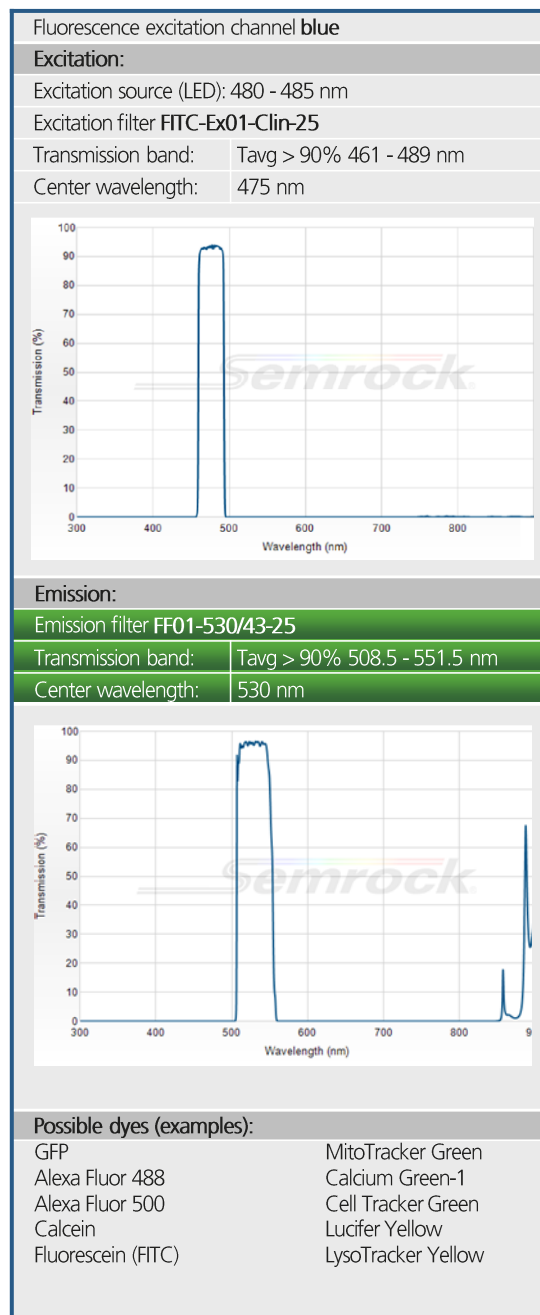 Fluorescence excitation channel blue
Excitation:
Excitation source (LED): 480 - 485 nm
Excitation filter FITC-Ex01-Clin-25
Transmission band: Tavg > 90% 461 - 489 nm
Center wavelength: 475 nm
100
90
80
70
60
50
40
30
20
10
0
Transmission (%)
Semrock
300 400 500 600 700 800
Wavelength (nm)
Emission:
Emission filter FF01-530/43-25
Transmission band: Tavg > 90% 508.5 - 551.5 nm
Center wavelength: 530 nm
100
90
80
70
60
50
40
30
20
10
0
Transmission (%)
Semrock
300 400 500 600 700 800 9
Wavelength (nm)
Possible dyes (examples):
GFP MitoTracker Green
Alexa Fluor 488 Calcium Green-1
Alexa Fluor 500 Cell Tracker Green
Calcein Lucifer Yellow
Fluorescein (FITC) LysoTracker Yellow